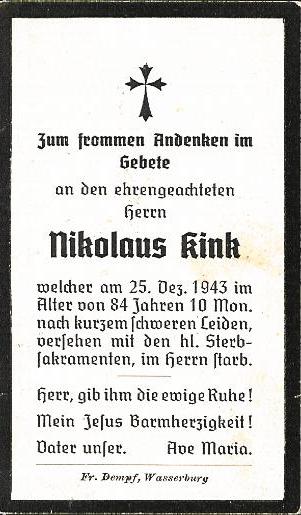 Zum frommen Andenken im
Gebete
an den ehrengeachteten
Herrn
Nikolaus Kink
welcher am 25. Dez. 1943 im
Alter von 84 Jahren 10 Mon.
nach kurzem schweren Leiden,
versehen mit den hl. Sterb-
sakramenten, im Herrn starb.
Herr, gib ihm die ewige Ruhe!
Mein Jesus Barmherzigkeit!
Vater unser. Ave Maria.
Fr. Dempf, Wasserburg